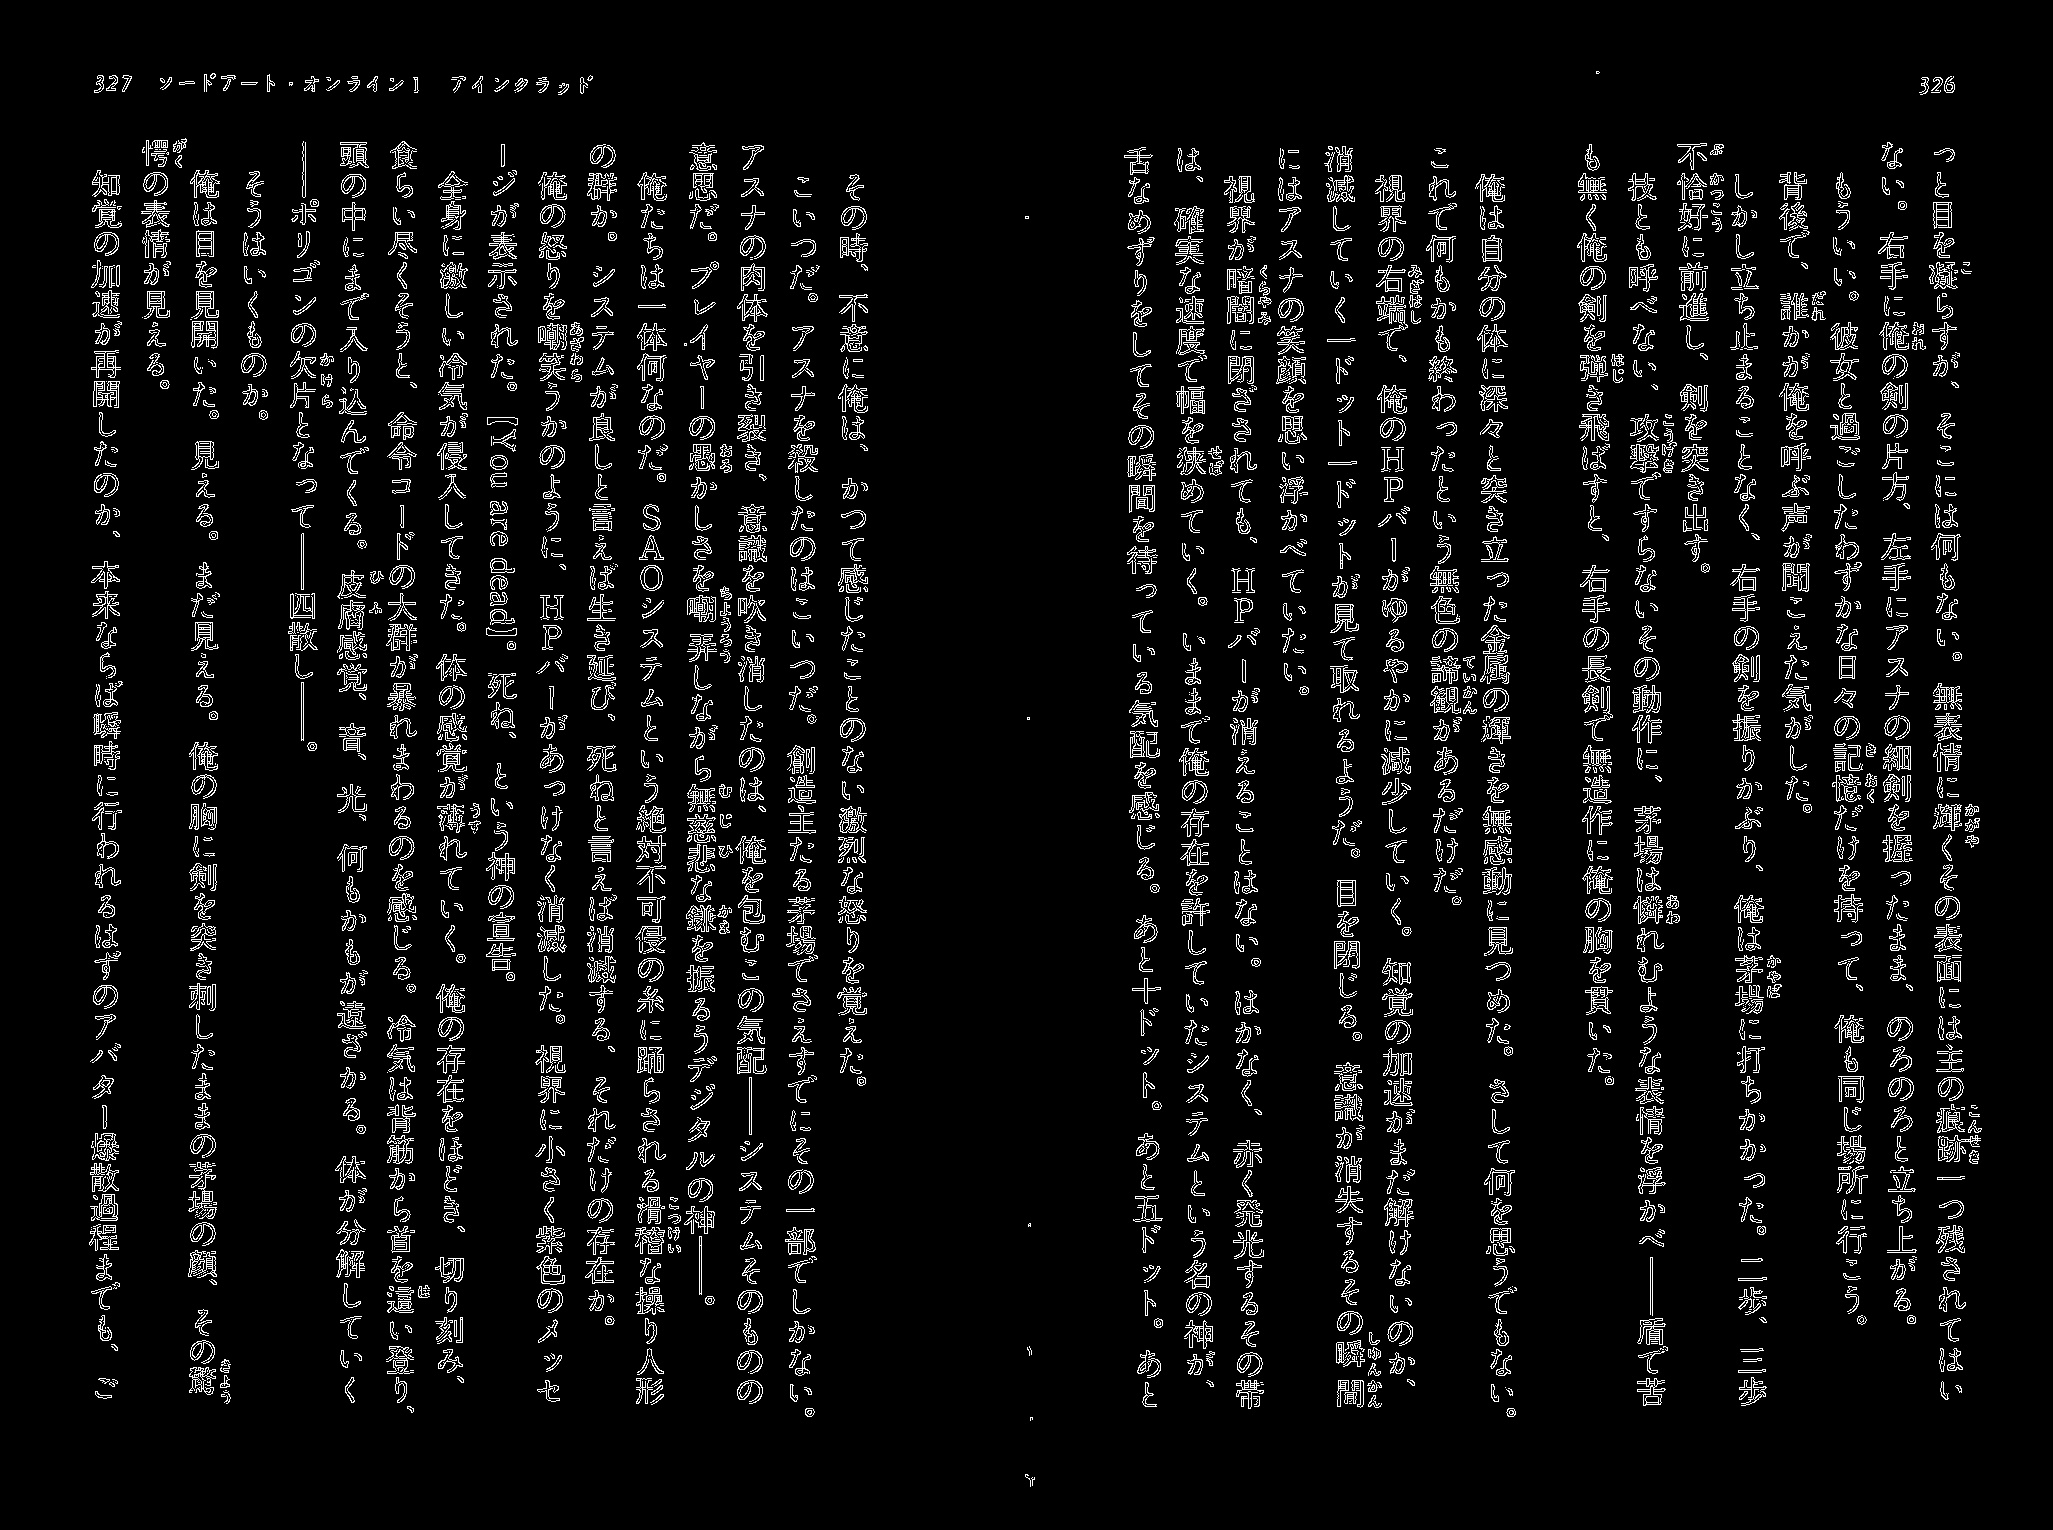 326
っと目を凝らすが、そこには何もない。無表情に輝くその表面には主の痕跡一つ残されてはい
ない。右手に俺の剣の片方、左手にアスナの細剣を握ったまま、のろのろと立ち上がる。
もういい。彼女と過ごしたわずかな日々の記憶だけを持って、俺も同じ場所に行こう。
背後で、誰かが俺を呼ぶ声が聞こえた気がした。
しかし立ち止まることなく、右手の剣を振りかぶり、俺は茅場に打ちかかった。二歩、三歩
不恰好に前進し、剣を突き出す。
技とも呼べない、攻撃ですらないその動作に、茅場は憐れむような表情を浮かべ――盾で苦
も無く俺の剣を弾き飛ばすと、右手の長剣で無造作に俺の胸を貫いた。
俺は自分の体に深々と突き立った金属の輝きを無感動に見つめた。さして何を思うでもない。
これで何もかも終わったという無色の諦観があるだけだ。
視界の右端で、俺のHPバーがゆるやかに減少していく。知覚の加速がまだ解けないのか、
消滅していく一ドット一ドットが見て取れるようだ。目を閉じる。意識が消失するその瞬間
にはアスナの笑顔を思い浮かべていたい。
視界が暗闇に閉ざされても、HPバーが消えることはない。はかなく、赤く発光するその帯
は、確実な速度で幅を狭めていく。いままで俺の存在を許していたシステムという名の神が、
舌なめずりをしてその瞬間を待っている気配を感じる。あと十ドット。あと五ドット。あと
327 ソードアート・オンライン1 アインクラッド
その時、不意に俺は、かつて感じたことのない激烈な怒りを覚えた。
こいつだ。アスナを殺したのはこいつだ。創造主たる茅場でさえすでにその一部でしかない。
アスナの肉体を引き裂き、意識を吹き消したのは、俺を包むこの気配――システムそのものの
意思だ。プレイヤーの愚かしさを嘲弄しながら無慈悲な鎌を振るうデジタルの神――。
俺たちは一体何なのだ。SAOシステムという絶対不可侵の糸に踊らされる滑稽な操り人形
の群か。システムが良しと言えば生き延び、死ねと言えば消滅する、それだけの存在か。
俺の怒りを嘲笑うかのように、HPバーがあっけなく消滅した。視界に小さく紫色のメッセ
ージが表示された。【You are dead】。死ね、という神の宣告。
全身に激しい冷気が侵入してきた。体の感覚が薄れていく。俺の存在をほどき、切り刻み、
食らい尽くそうと、命令コードの大群が暴れまわるのを感じる。冷気は背筋から首を這い登り、
頭の中にまで入り込んでくる。皮膚感覚、音、光、何もかもが遠ざかる。体が分解していく
――ポリゴンの欠片となって――四散し――。
そうはいくものか。
俺は目を見開いた。見える。まだ見える。俺の胸に剣を突き刺したままの茅場の顔、その驚
愕の表情が見える。
知覚の加速が再開したのか、本来ならば瞬時に行われるはずのアバター爆散過程までも、ご